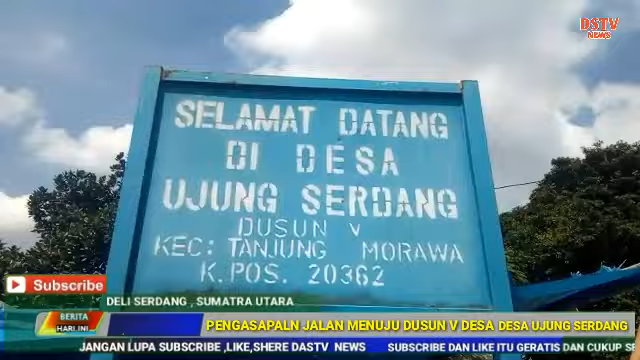 DSTV
NEWS
SELAMAT DATANG
DI DESA
UJUNG SERDANG
DUSUN V
KEC: TANJUNG MORAWA
K.POS. 20362
Subscribe
DELI SERDANG , SUMATRA UTARA
BERITA
HARI.INI
PENGASAPALN JALAN MENUJU DUSUN V DESA DESA UJUNG SERDANG
JANGAN LUPA SUBSCRIBE ,LIKE,SHERE DASTV NEWS SUBSCRIBE DAN LIKE ITU GERATIS DAN CUKUP